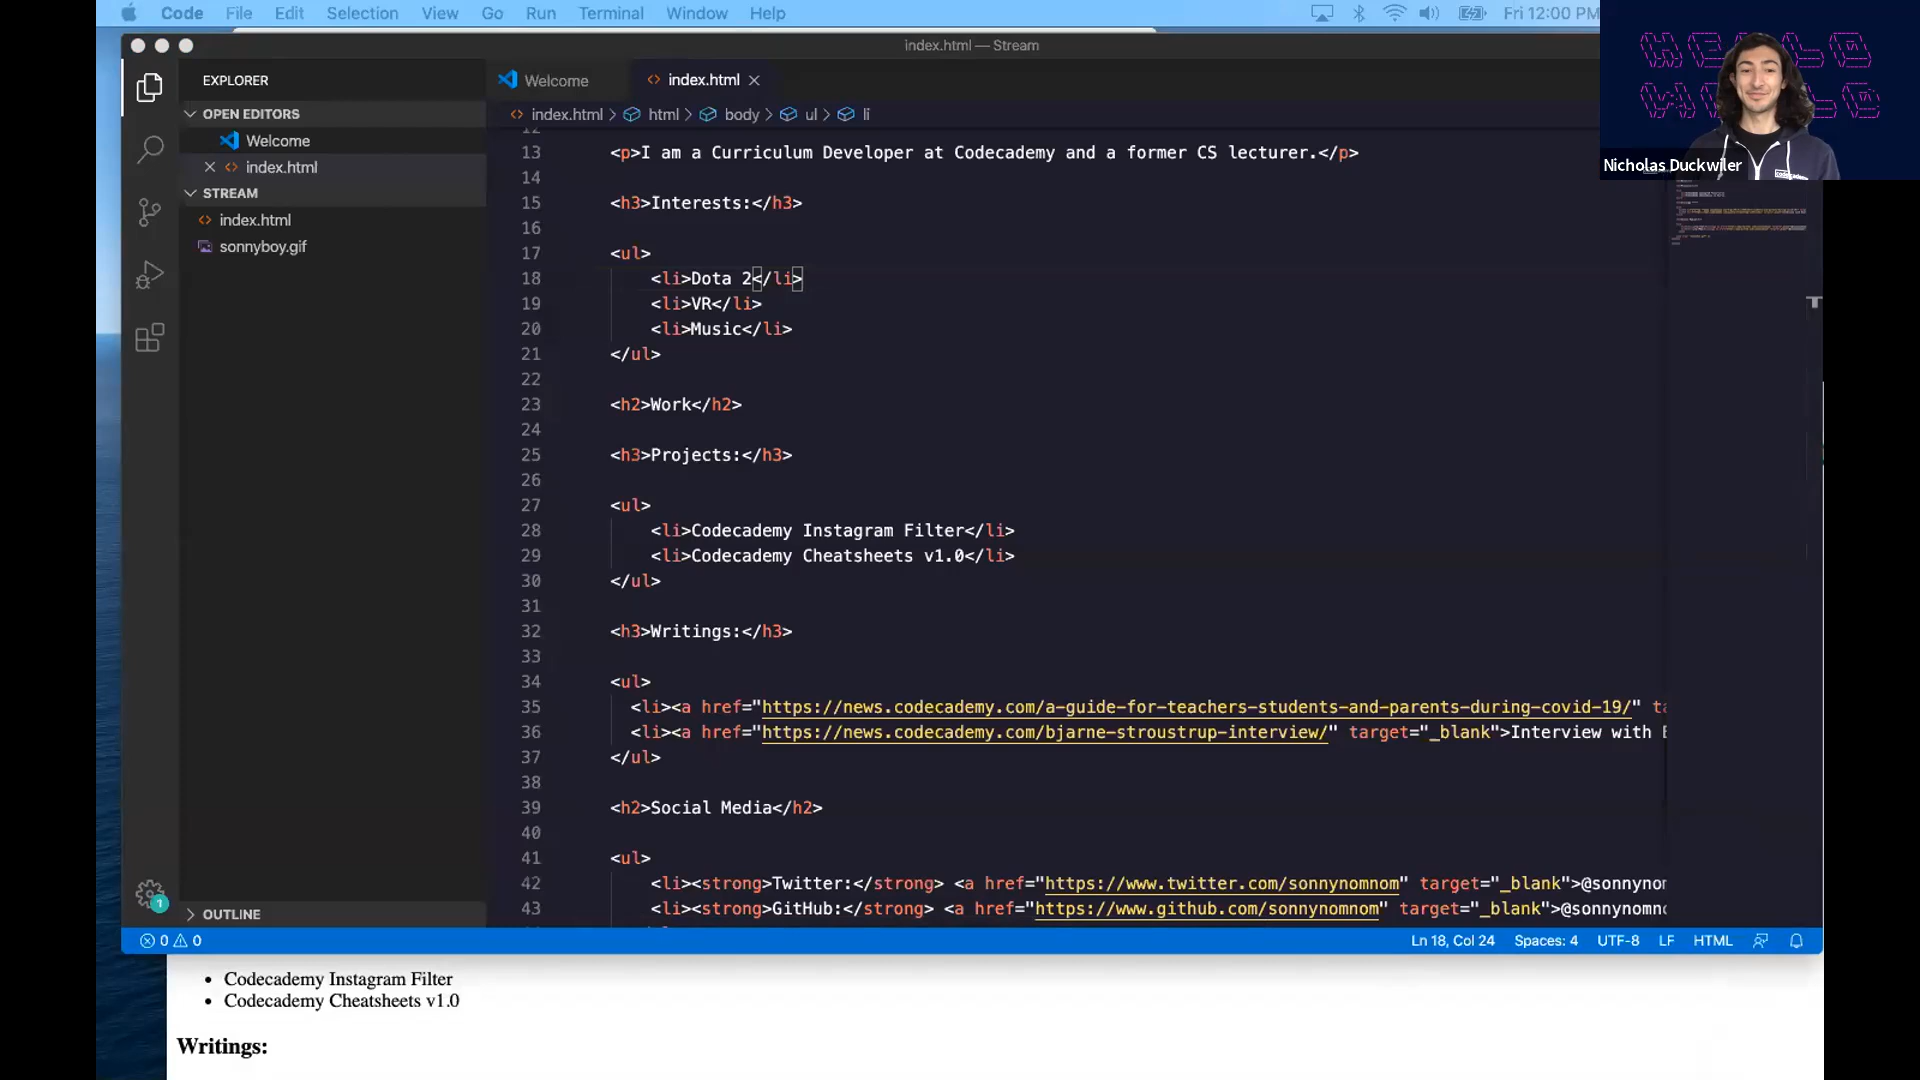 Code File Edit Selection View Go Run Terminal Window Help Fri 12:00 PM
index.html — Stream
Nicholas Duckwiler
EXPLORER
OPEN EDITORS
Welcome
index.html
STREAM
index.html
sonnyboy.gif
OUTLINE
Welcome index.html
index.html > html > body > ul > li
12
13 <p>I am a Curriculum Developer at Codecademy and a former CS lecturer.</p>
14
15 <h3>Interests:</h3>
16
17 <ul>
18 <li>Dota 2</li>
19 <li>VR</li>
20 <li>Music</li>
21 </ul>
22
23 <h2>Work</h2>
24
25 <h3>Projects:</h3>
26
27 <ul>
28 <li>Codecademy Instagram Filter</li>
29 <li>Codecademy Cheatsheets v1.0</li>
30 </ul>
31
32 <h3>Writings:</h3>
33
34 <ul>
35 <li><a href="https://news.codecademy.com/a-guide-for-teachers-students-and-parents-during-covid-19/" ta
36 <li><a href="https://news.codecademy.com/bjarne-stroustrup-interview/" target="_blank">Interview with
37 </ul>
38
39 <h2>Social Media</h2>
40
41 <ul>
42 <li><strong>Twitter:</strong> <a href="https://www.twitter.com/sonnynomnom" target="_blank">@sonnynom
43 <li><strong>GitHub:</strong> <a href="https://www.github.com/sonnynomnom" target="_blank">@sonnynomno
1
0 0
Ln 18, Col 24 Spaces: 4 UTF-8 LF HTML
• Codecademy Instagram Filter
• Codecademy Cheatsheets v1.0
Writings: